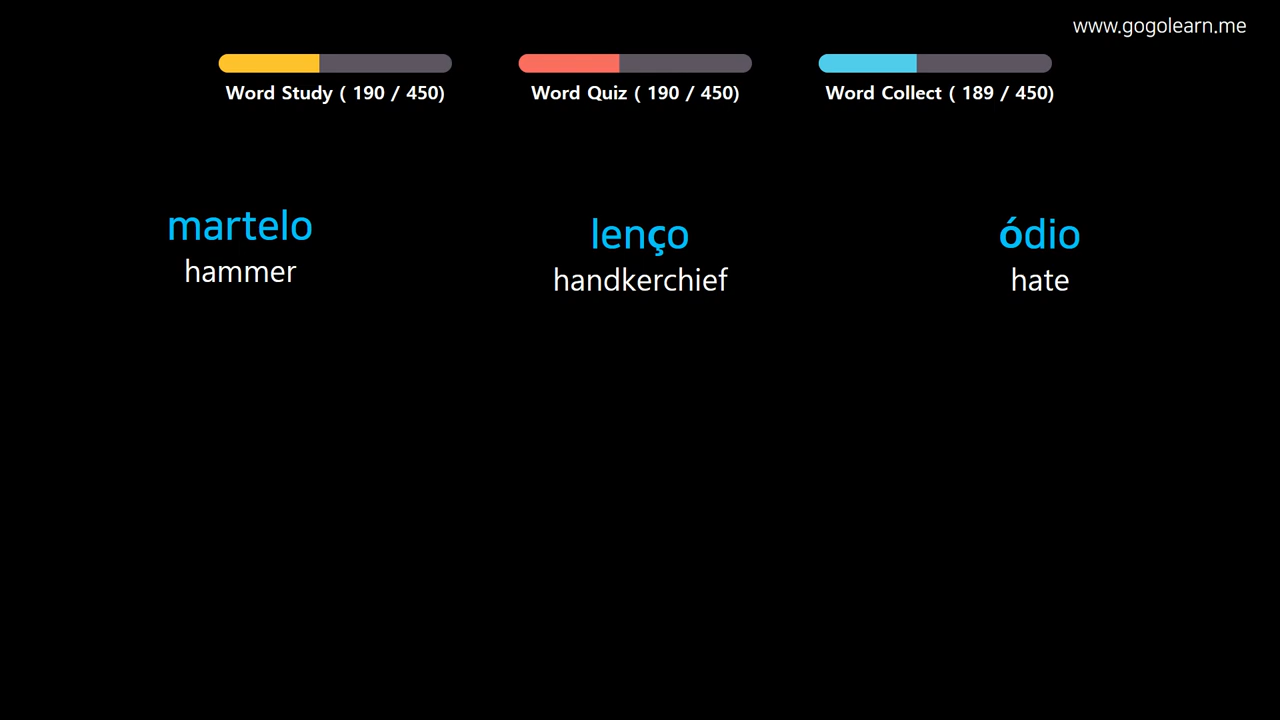 www.gogolearn.me
Word Study ( 190 / 450)
Word Quiz ( 190 / 450)
Word Collect ( 189 / 450)
martelo
hammer
lenço
handkerchief
ódio
hate